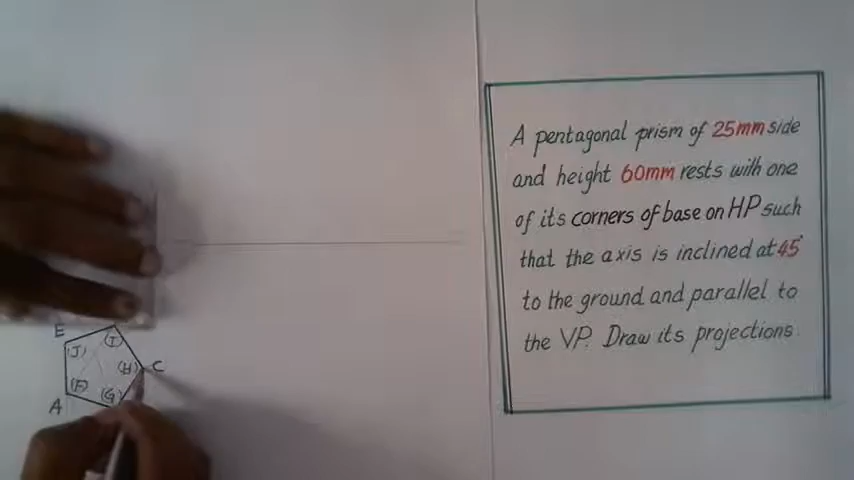 A pentagonal prism of 25mm side
and height 60mm rests with one
of its corners of base on HP such
that the axis is inclined at 45°
to the ground and parallel to
the VP. Draw its projections.
E
(I)
(J)
(H) C
(F)
(G)
A